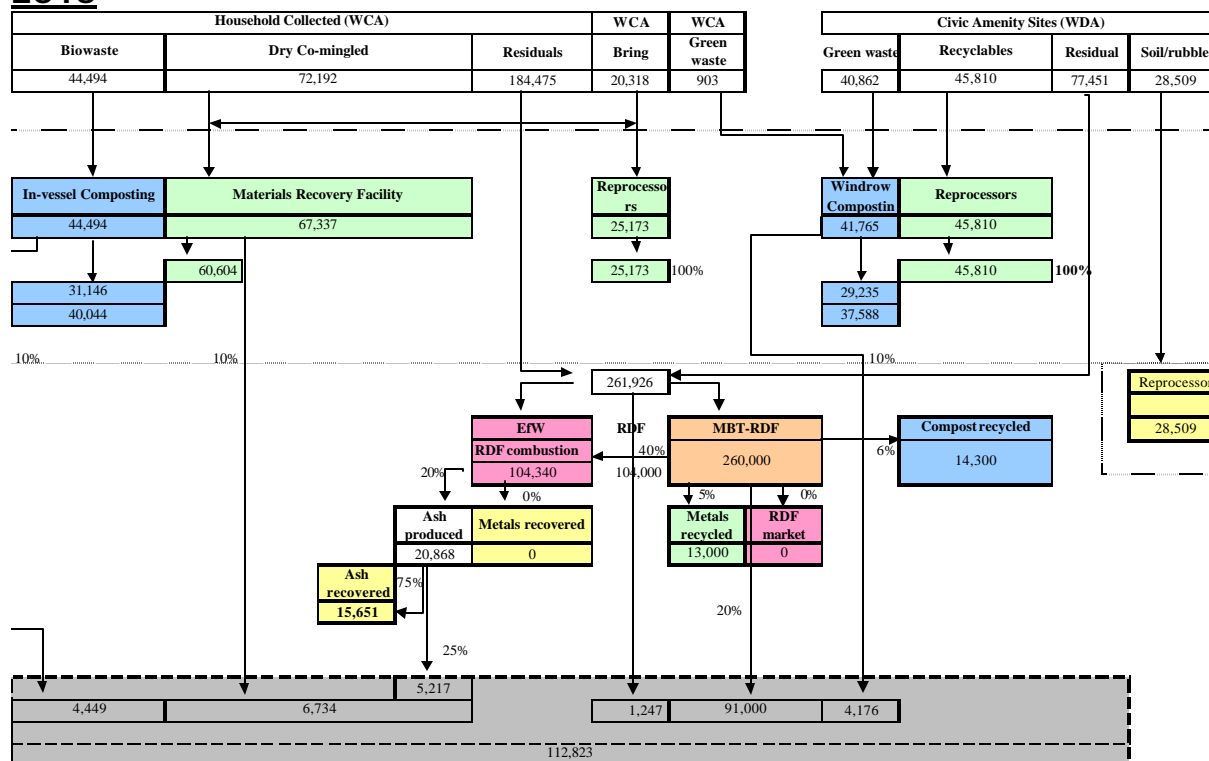 Household Collected (WCA) WCA WCA Civic Amenity Sites (WDA)
Biowaste Dry Co-mingled Residuals Bring Green waste Green waste Recyclables Residual Soil/rubble
44,494 72,192 184,475 20,318 903 40,862 45,810 77,451 28,509
In-vessel Composting Materials Recovery Facility Reprocesso Windrow Reprocessors
rs Compostin
44,494 67,337 25,173 41,765 45,810
60,604 25,173 100% 45,810 100%
31,146 29,235
40,044 37,588
10% 10% 10%
261,926 Reprocessor
EfW RDF MBT-RDF Compost recycled
RDF combustion 40% 6%
20% 104,340 104,000 260,000 14,300 28,509
0% 5% 0%
Ash Metals recovered Metals RDF
produced recycled market
20,868 0 13,000 0
Ash 75%
recovered
15,651 20%
25%
5,217
4,449 6,734 1,247 91,000 4,176
112,823